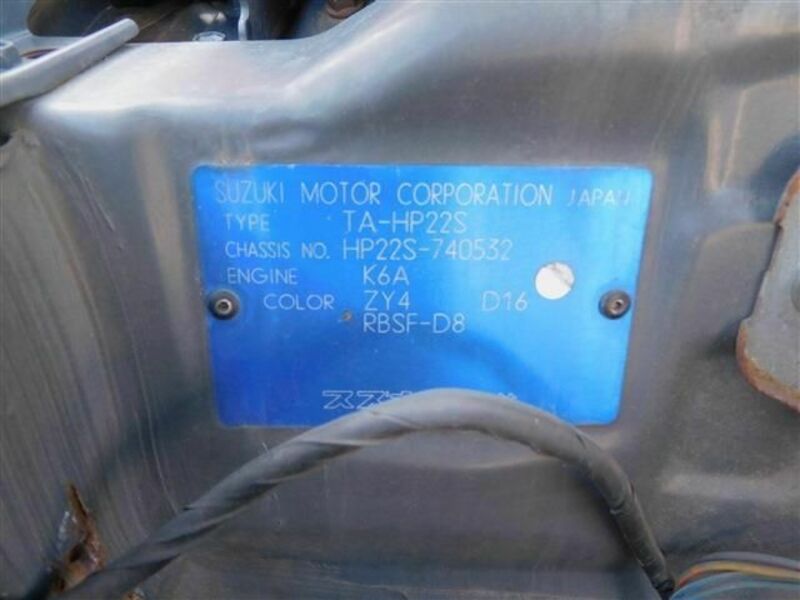 SUZUKI MOTOR CORPORATION JAPAN
TYPE TA-HP22S
CHASSIS NO. HP22S-740532
ENGINE K6A
COLOR ZY4 D16
RBSF-D8